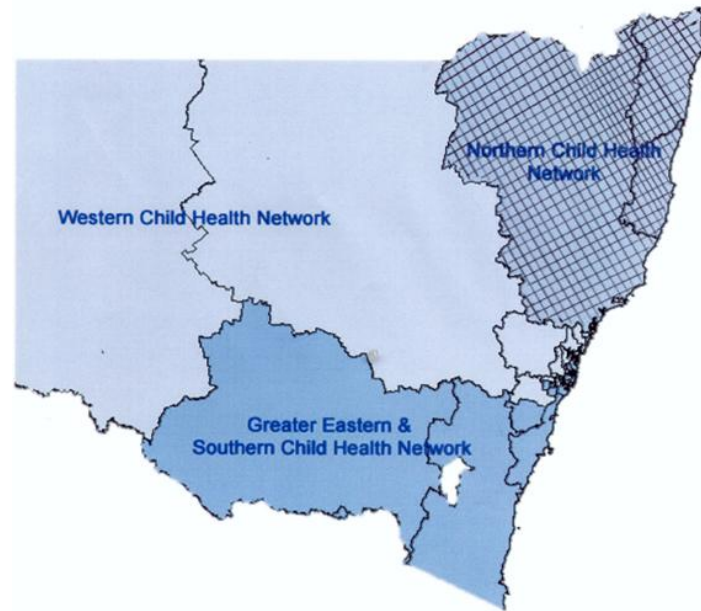 Northern Child Health
Network
Western Child Health Network
Greater Eastern &
Southern Child Health Network